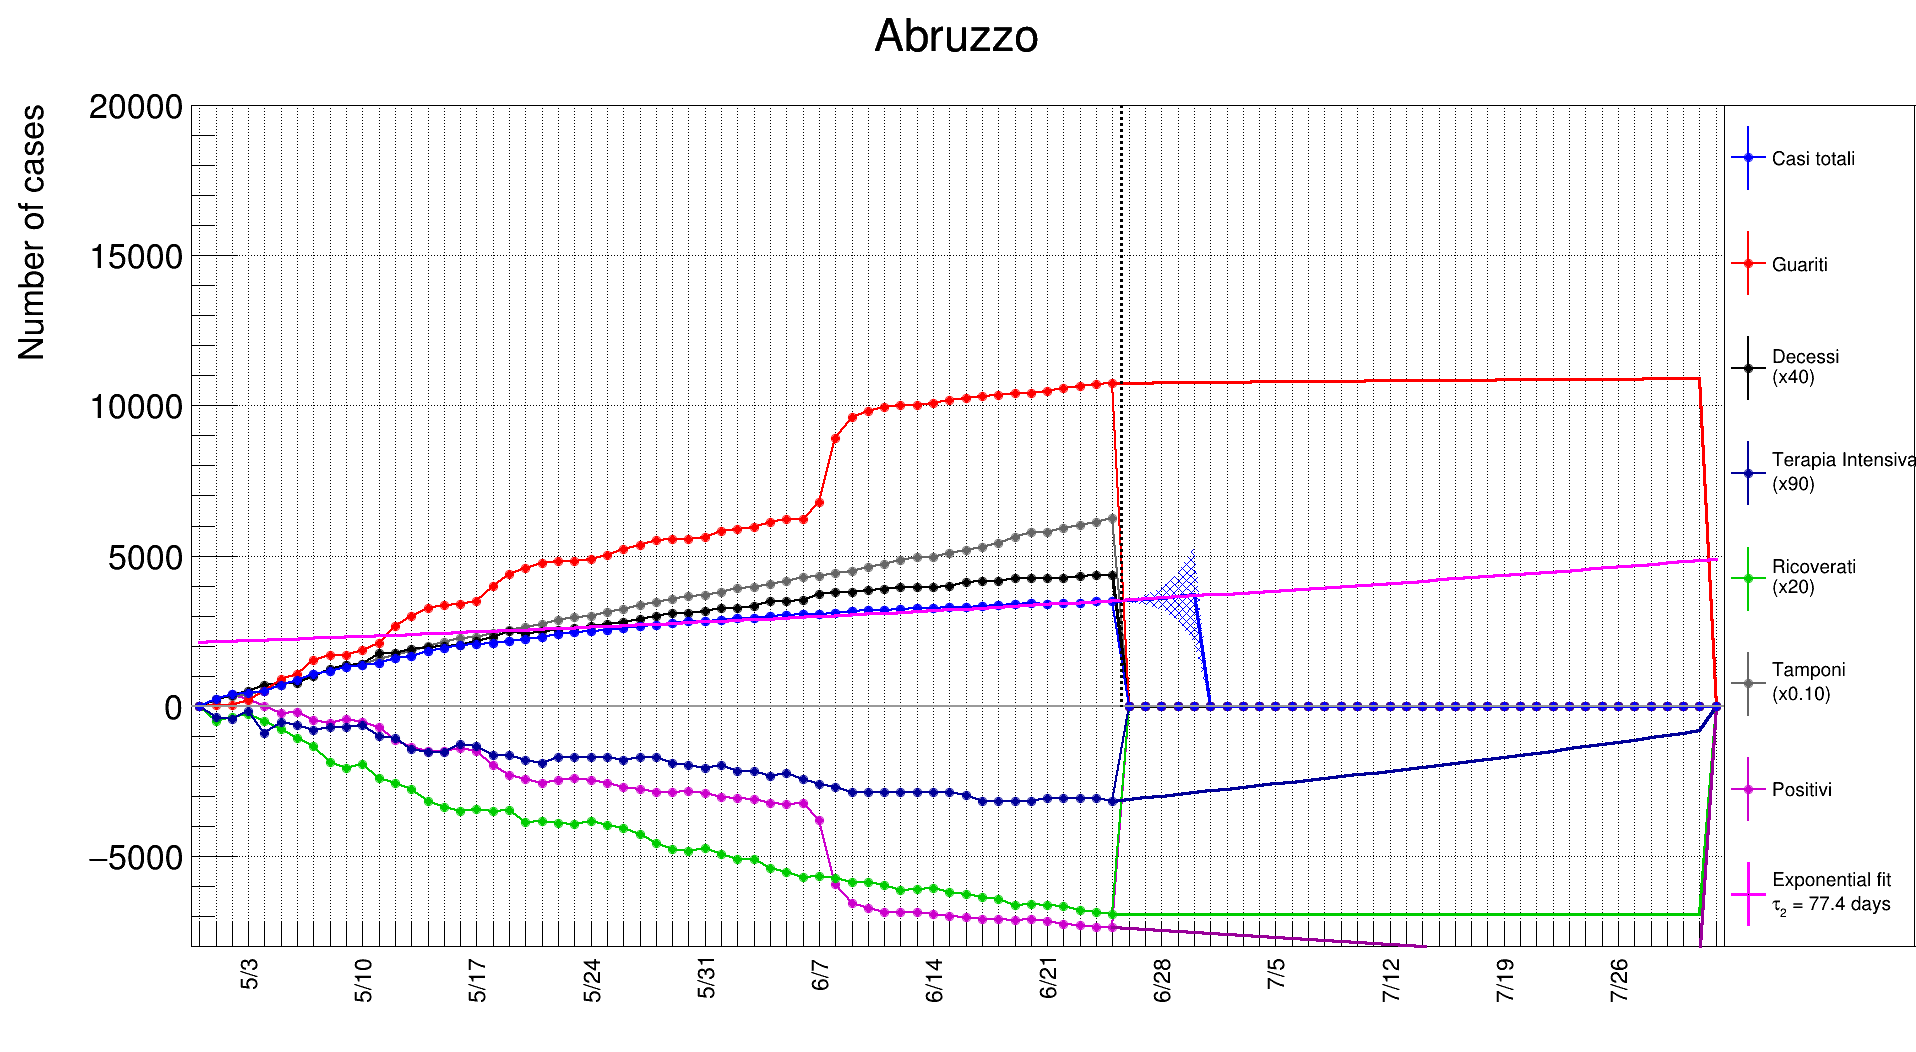 Abruzzo
Number of cases
20000
15000
10000
5000
0
−5000
5/3
5/10
5/17
5/24
5/31
6/7
6/14
6/21
6/28
7/5
7/12
7/19
7/26
Casi totali
Guariti
Decessi
(x40)
Terapia Intensiva
(x90)
Ricoverati
(x20)
Tamponi
(x0.10)
Positivi
Exponential fit
τ2 = 77.4 days